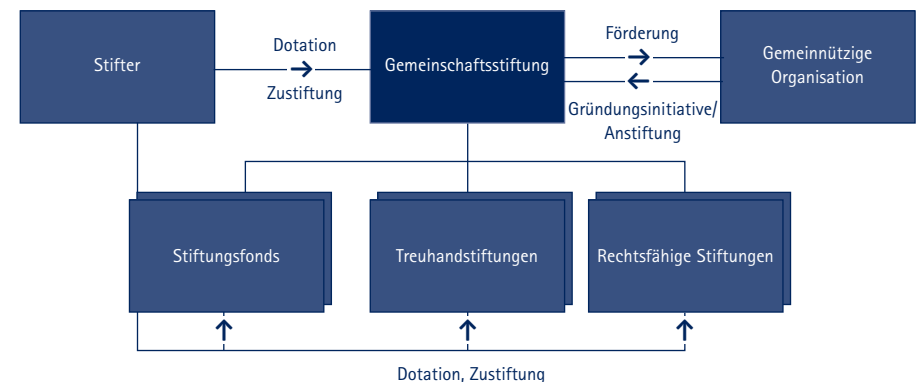 Stifter
Dotation
Zustiftung
Gemeinschaftsstiftung
Förderung
Gründungsinitiative/
Anstiftung
Gemeinnützige
Organisation
Stiftungsfonds
Treuhandstiftungen
Rechtsfähige Stiftungen
Dotation, Zustiftung